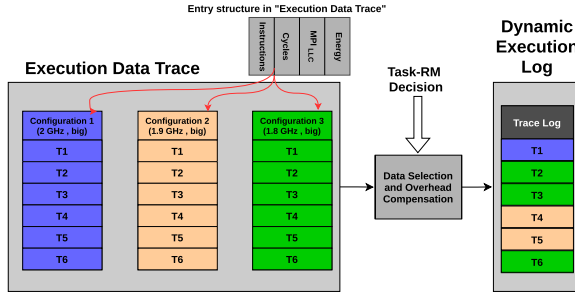 Entry structure in "Execution Data Trace"
Instructions
Cycles
MPI LLC
Energy
Dynamic
Execution
Log
Execution Data Trace
Task-RM
Decision
Configuration 1
(2 GHz , big)
T1
T2
T3
T4
T5
T6
Configuration 2
(1.9 GHz , big)
T1
T2
T3
T4
T5
T6
Configuration 3
(1.8 GHz , big)
T1
T2
T3
T4
T5
T6
Data Selection
and Overhead
Compensation
Trace Log
T1
T2
T3
T4
T5
T6